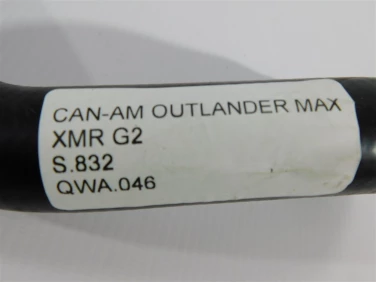 CAN-AM OUTLANDER MAX
XMR G2
S.832
QWA.046